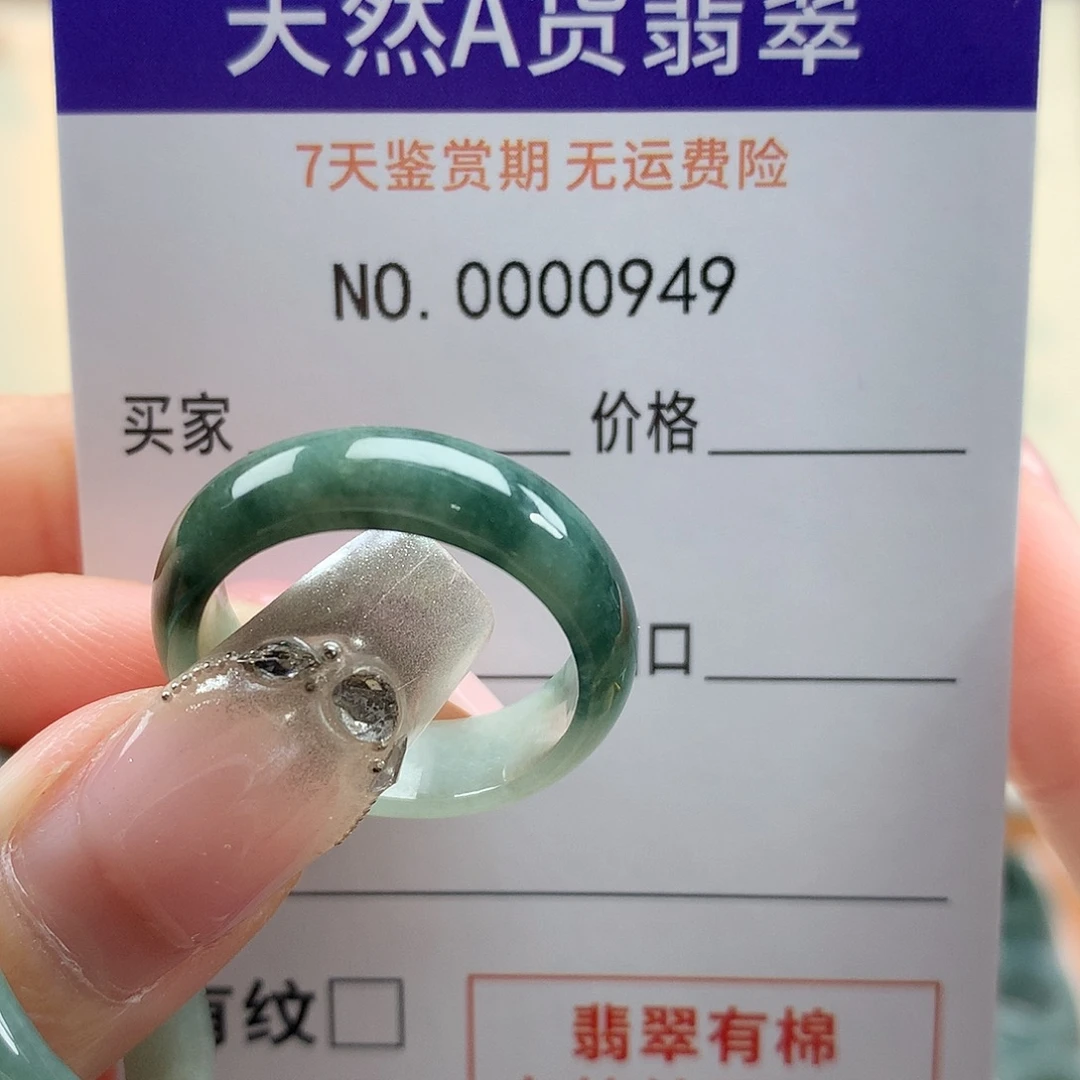 天然A货翡翠
7天鉴赏期 无运费险
NO. 0000949
买家 价格
口
有纹
翡翠有棉